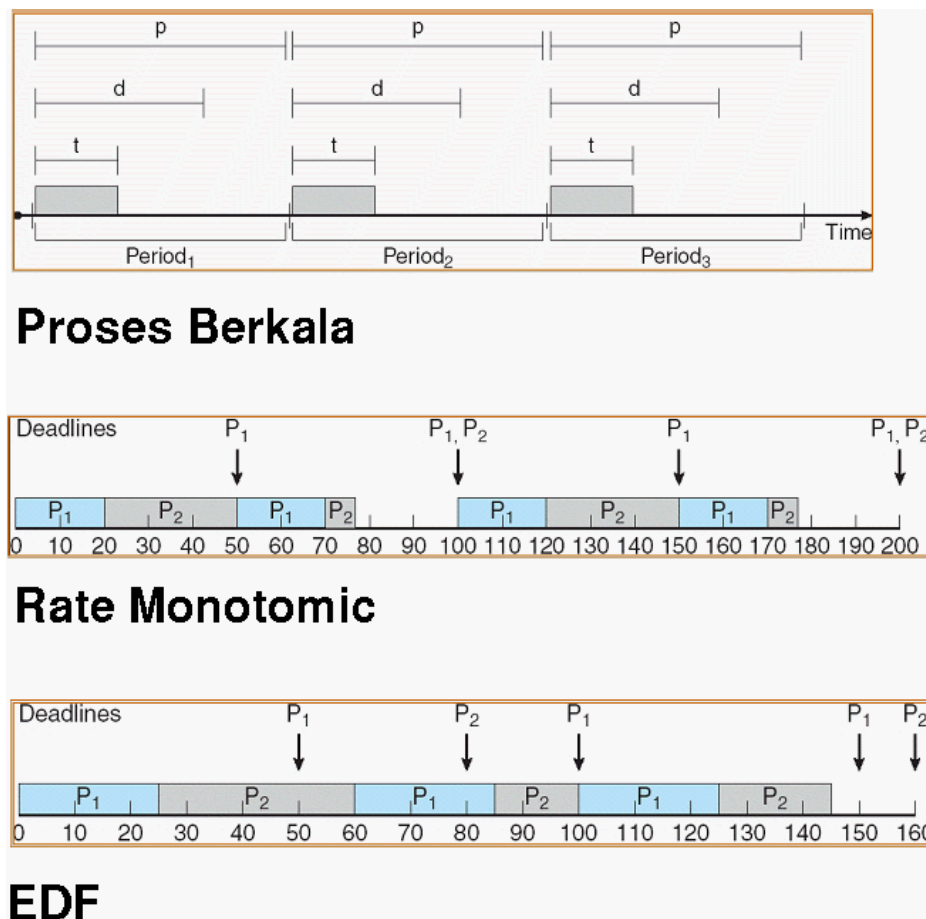 p p p
d d d
t t t
Time
Period1 Period2 Period3
Proses Berkala
Deadlines P1 P1, P2 P1 P1, P2
P1 P2 P1 P2 P1 P2 P1 P2
0 10 20 30 40 50 60 70 80 90 100 110 120 130 140 150 160 170 180 190 200
Rate Monotomic
Deadlines P1 P2 P1 P1 P2
P1 P2 P1 P2 P1 P2
0 10 20 30 40 50 60 70 80 90 100 110 120 130 140 150 160
EDF